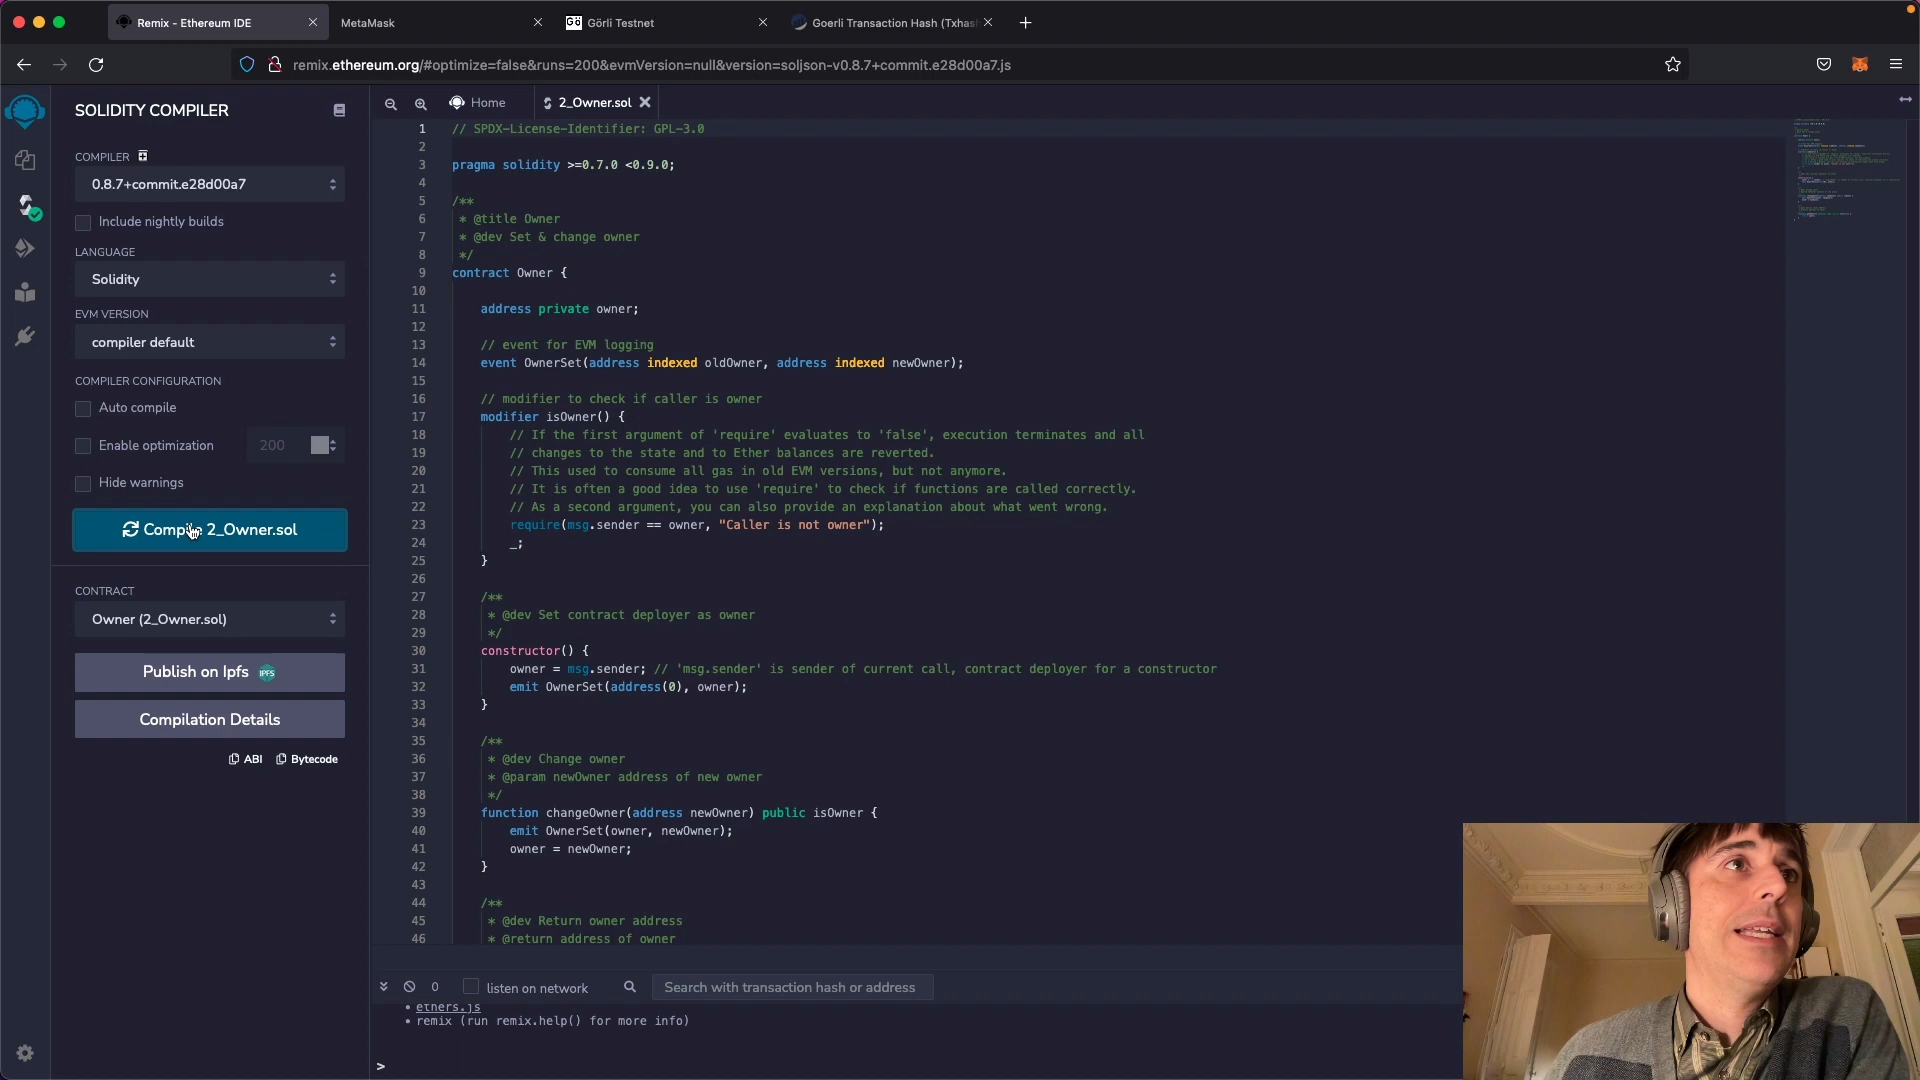 Remix - Ethereum IDE
MetaMask
Görli Testnet
Goerli Transaction Hash (Txhas
remix.ethereum.org/#optimize=false&runs=200&evmVersion=null&version=soljson-v0.8.7+commit.e28d00a7.js
SOLIDITY COMPILER
COMPILER
0.8.7+commit.e28d00a7
Include nightly builds
LANGUAGE
Solidity
EVM VERSION
compiler default
COMPILER CONFIGURATION
Auto compile
Enable optimization 200
Hide warnings
Compile 2_Owner.sol
CONTRACT
Owner (2_Owner.sol)
Publish on Ipfs IPFS
Compilation Details
ABI Bytecode
Home 2_Owner.sol
1 // SPDX-License-Identifier: GPL-3.0
2
3 pragma solidity >=0.7.0 <0.9.0;
4
5 /**
6 * @title Owner
7 * @dev Set & change owner
8 */
9 contract Owner {
10
11 address private owner;
12
13 // event for EVM logging
14 event OwnerSet(address indexed oldOwner, address indexed newOwner);
15
16 // modifier to check if caller is owner
17 modifier isOwner() {
18 // If the first argument of 'require' evaluates to 'false', execution terminates and all
19 // changes to the state and to Ether balances are reverted.
20 // This used to consume all gas in old EVM versions, but not anymore.
21 // It is often a good idea to use 'require' to check if functions are called correctly.
22 // As a second argument, you can also provide an explanation about what went wrong.
23 require(msg.sender == owner, "Caller is not owner");
24 _;
25 }
26
27 /**
28 * @dev Set contract deployer as owner
29 */
30 constructor() {
31 owner = msg.sender; // 'msg.sender' is sender of current call, contract deployer for a constructor
32 emit OwnerSet(address(0), owner);
33 }
34
35 /**
36 * @dev Change owner
37 * @param newOwner address of new owner
38 */
39 function changeOwner(address newOwner) public isOwner {
40 emit OwnerSet(owner, newOwner);
41 owner = newOwner;
42 }
43
44 /**
45 * @dev Return owner address
46 * @return address of owner
0 listen on network Search with transaction hash or address
• ethers.js
• remix (run remix.help() for more info)
>